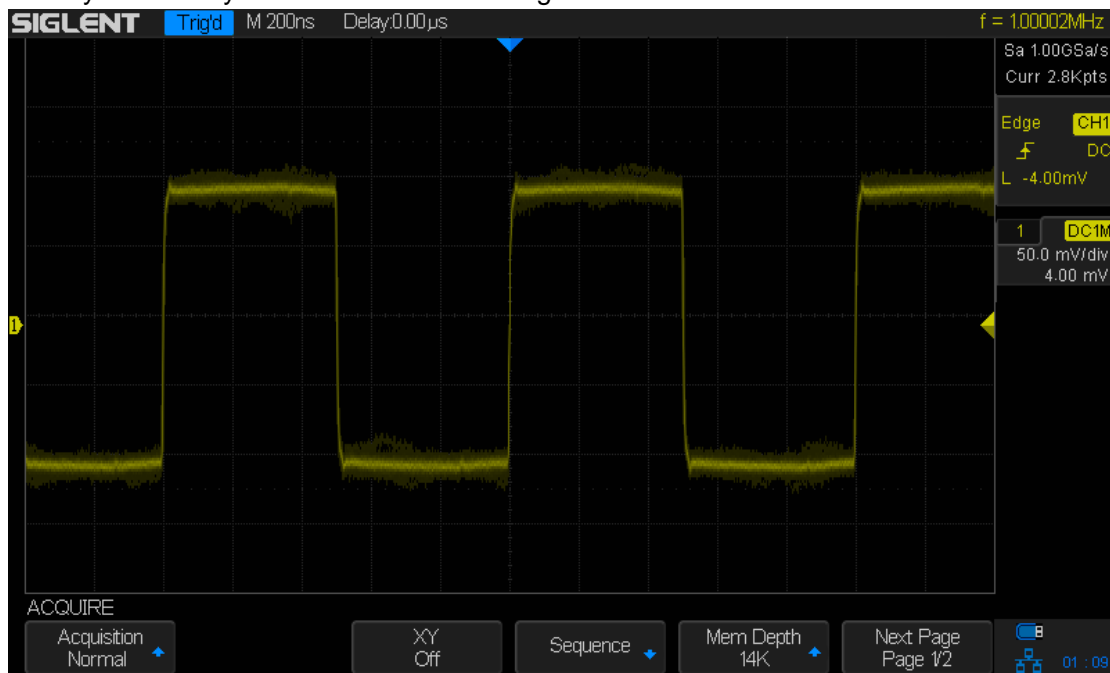 SIGLENT Trig'd M 200ns Delay:0.00µs f = 1.00002MHz
Sa 1.00GSa/s
Curr 2.8Kpts
Edge CH1
DC
L -4.00mV
1 DC1M
50.0 mV/div
4.00 mV
1
ACQUIRE
Acquisition
Normal
XY
Off
Sequence
Mem Depth
14K
Next Page
Page 1/2
01 : 09